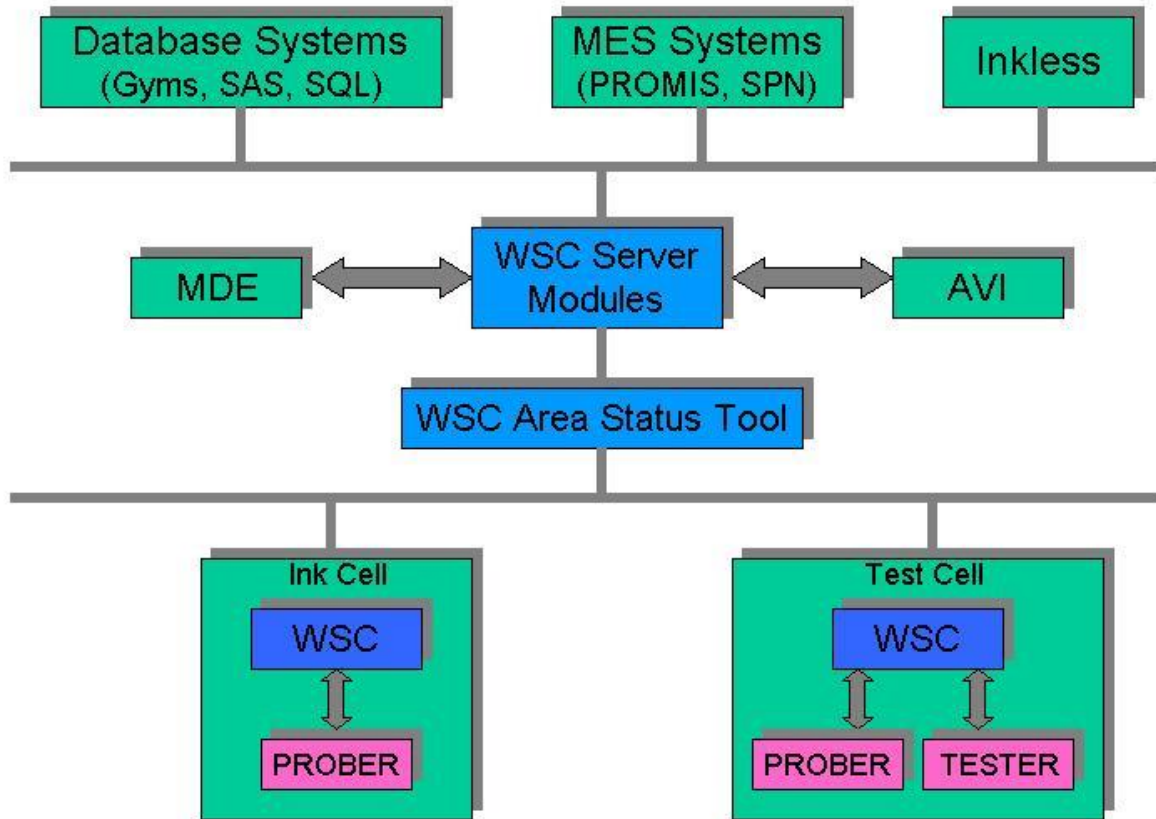 Database Systems
(Gyms, SAS, SQL)
MES Systems
(PROMIS, SPN)
Inkless
MDE
WSC Server
Modules
AVI
WSC Area Status Tool
Ink Cell
WSC
PROBER
Test Cell
WSC
PROBER
TESTER